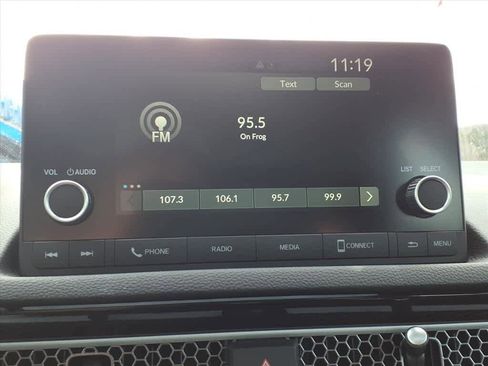 11:19
Text Scan
FM
95.5
On Frog
VOL AUDIO
LIST SELECT
107.3 106.1 95.7 99.9
PHONE RADIO MEDIA CONNECT MENU